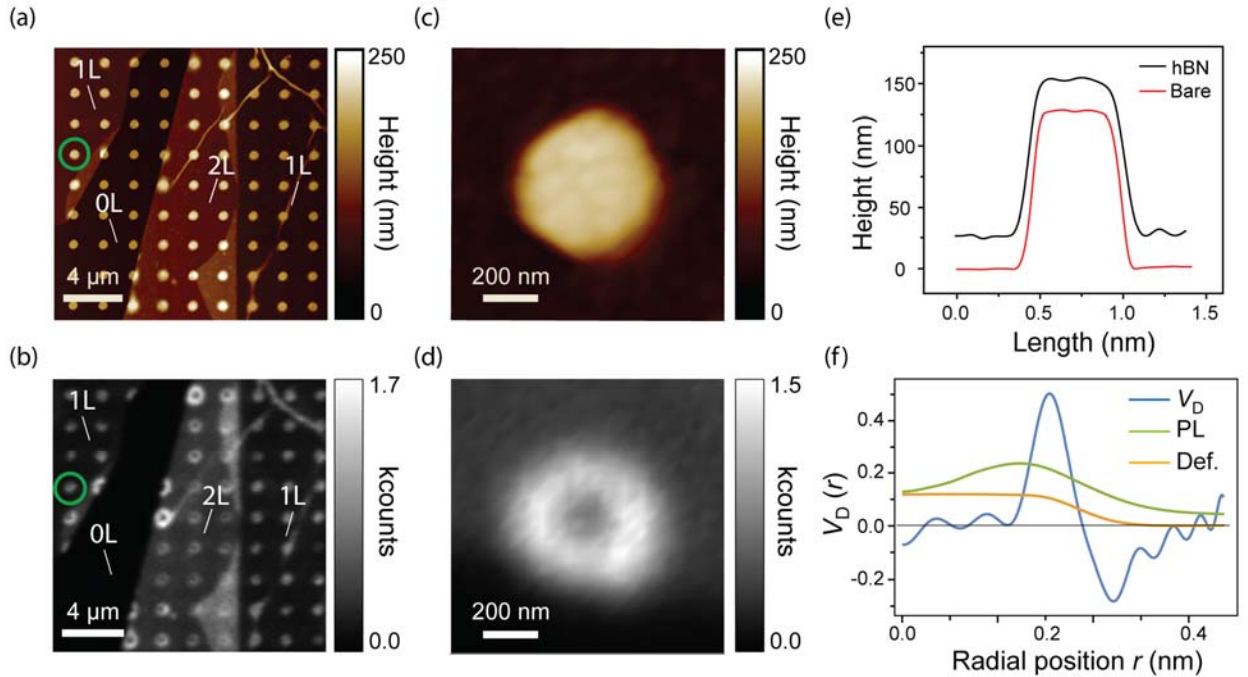 (a)
1L
0L
2L
1L
4 μm
250
Height (nm)
0
(b)
1L
0L
2L
1L
4 μm
1.7
kcounts
0.0
(c)
200 nm
250
Height (nm)
0
(d)
200 nm
1.5
kcounts
0.0
(e)
hBN
Bare
150
100
50
0
Height (nm)
0.0 0.5 1.0 1.5
Length (nm)
(f)
V_D
PL
Def.
0.4
0.2
0.0
-0.2
V_D (r)
0.0 0.2 0.4
Radial position r (nm)